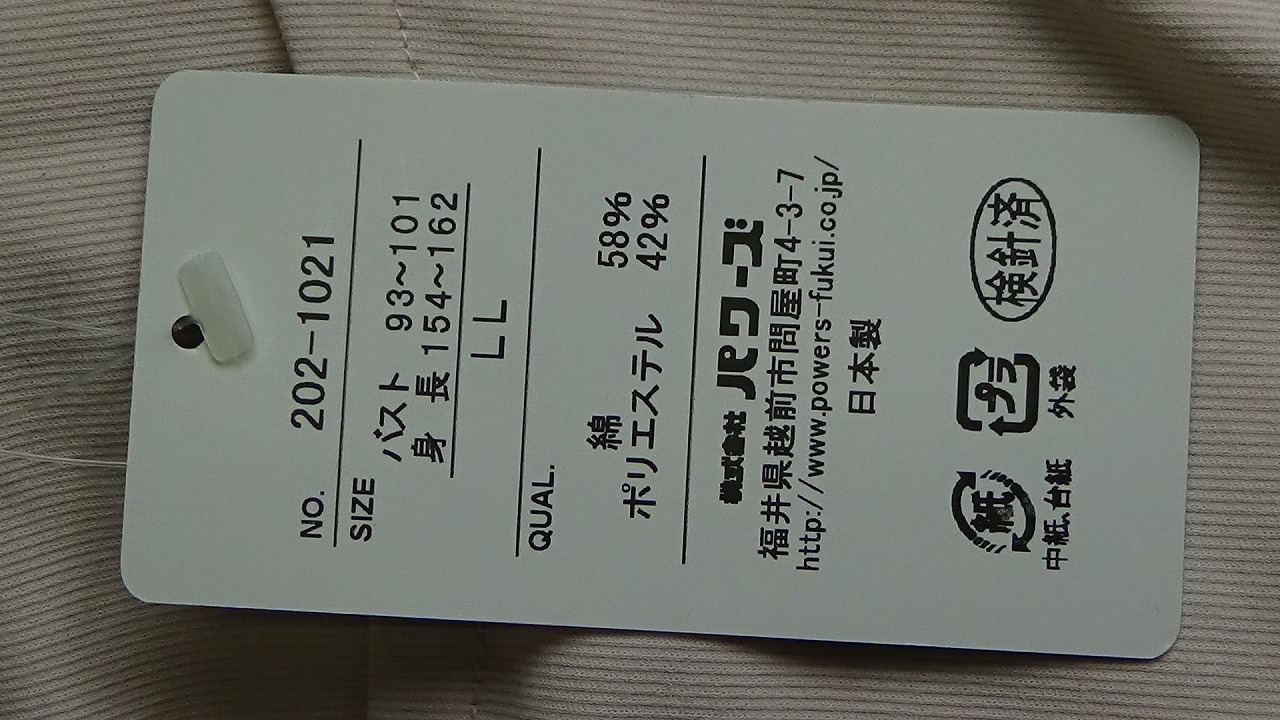 NO. 202-1021
SIZE
バスト 93~101
身 長 154~162
LL
QUAL.
綿 58%
ポリエステル 42%
株式会社 パワーズ
福井県越前市問屋町4-3-7
http://www.powers-fukui.co.jp/
日本製
紙
中紙、台紙
プラ
外袋
検針済